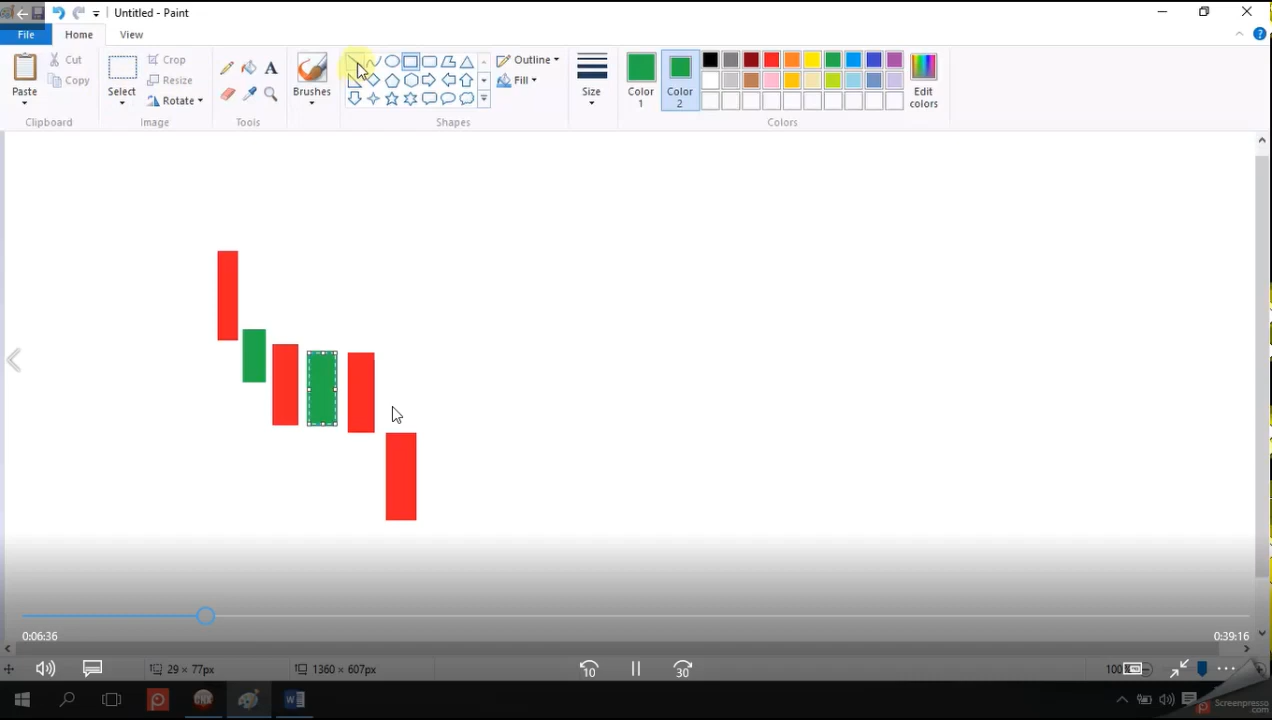 Untitled - Paint
File Home View
Cut
Copy
Paste
Clipboard
Crop
Resize
Rotate
Select
Image
A
Tools
Brushes
Outline
Fill
Shapes
Size
Color 1
Color 2
Edit colors
Colors
0:06:36
0:39:16
10
30
29 × 77px
1360 × 607px
100
W
Screenpresso
.com